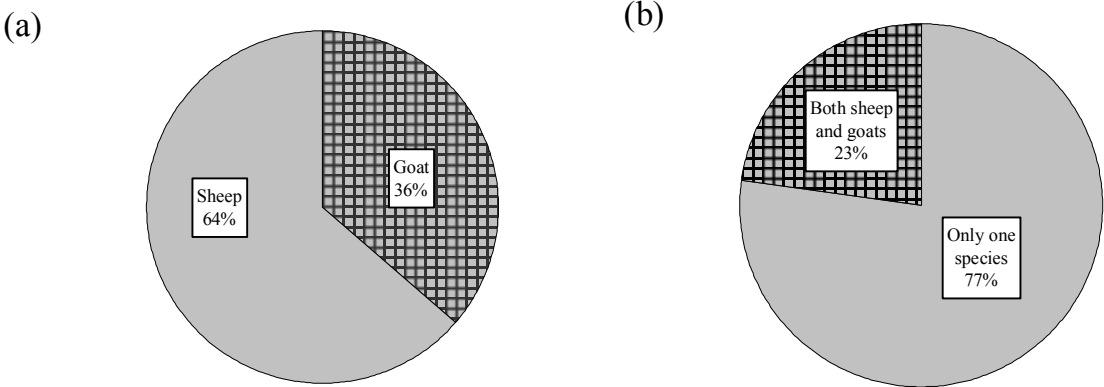 (a)
Sheep
64%
Goat
36%
(b)
Both sheep
and goats
23%
Only one
species
77%